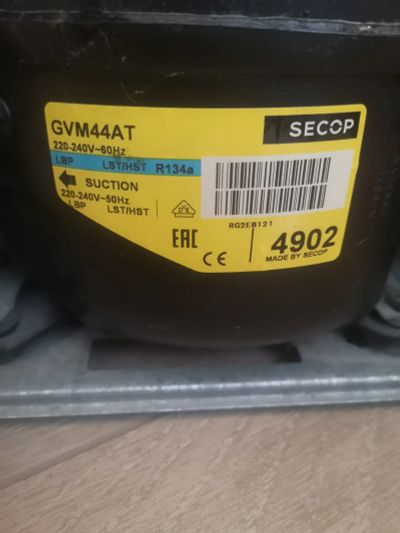 GVM44AT
SECOP
220-240V~60Hz
LBP LST/HST R134a
SUCTION
220-240V~50Hz
LBP LST/HST
RG2E8121
EAC
CE
4902
MADE BY SECOP